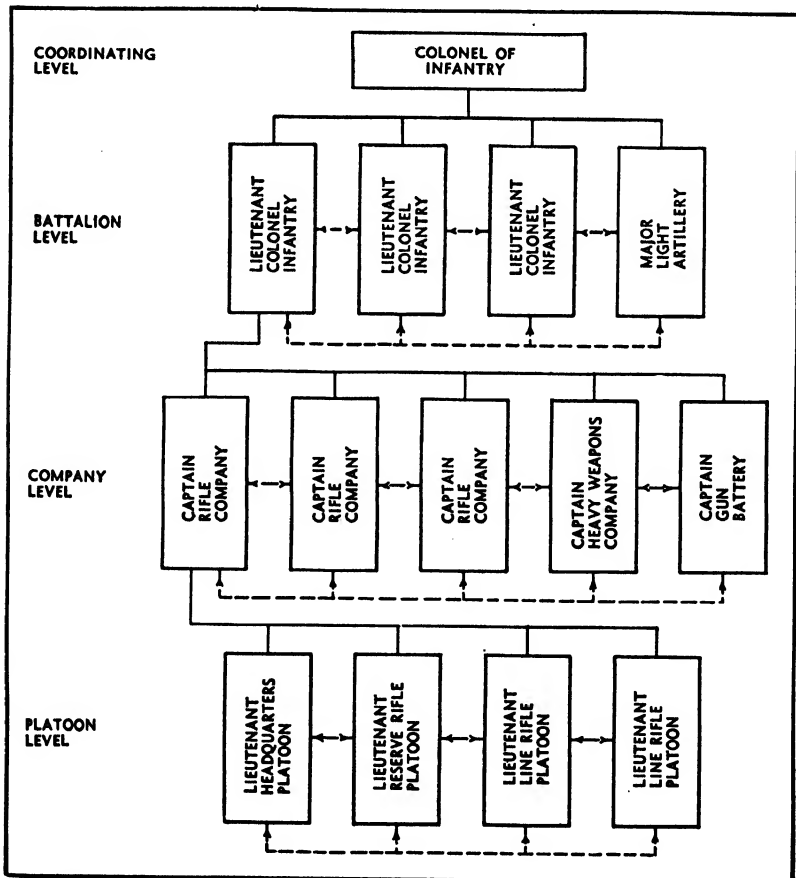 COORDINATING
LEVEL
COLONEL OF
INFANTRY
BATTALION
LEVEL
LIEUTENANT
COLONEL
INFANTRY
LIEUTENANT
COLONEL
INFANTRY
LIEUTENANT
COLONEL
INFANTRY
MAJOR
LIGHT
ARTILLERY
COMPANY
LEVEL
CAPTAIN
RIFLE
COMPANY
CAPTAIN
RIFLE
COMPANY
CAPTAIN
RIFLE
COMPANY
CAPTAIN
HEAVY WEAPONS
COMPANY
CAPTAIN
GUN
BATTERY
PLATOON
LEVEL
LIEUTENANT
HEADQUARTERS
PLATOON
LIEUTENANT
RESERVE RIFLE
PLATOON
LIEUTENANT
LINE RIFLE
PLATOON
LIEUTENANT
LINE RIFLE
PLATOON